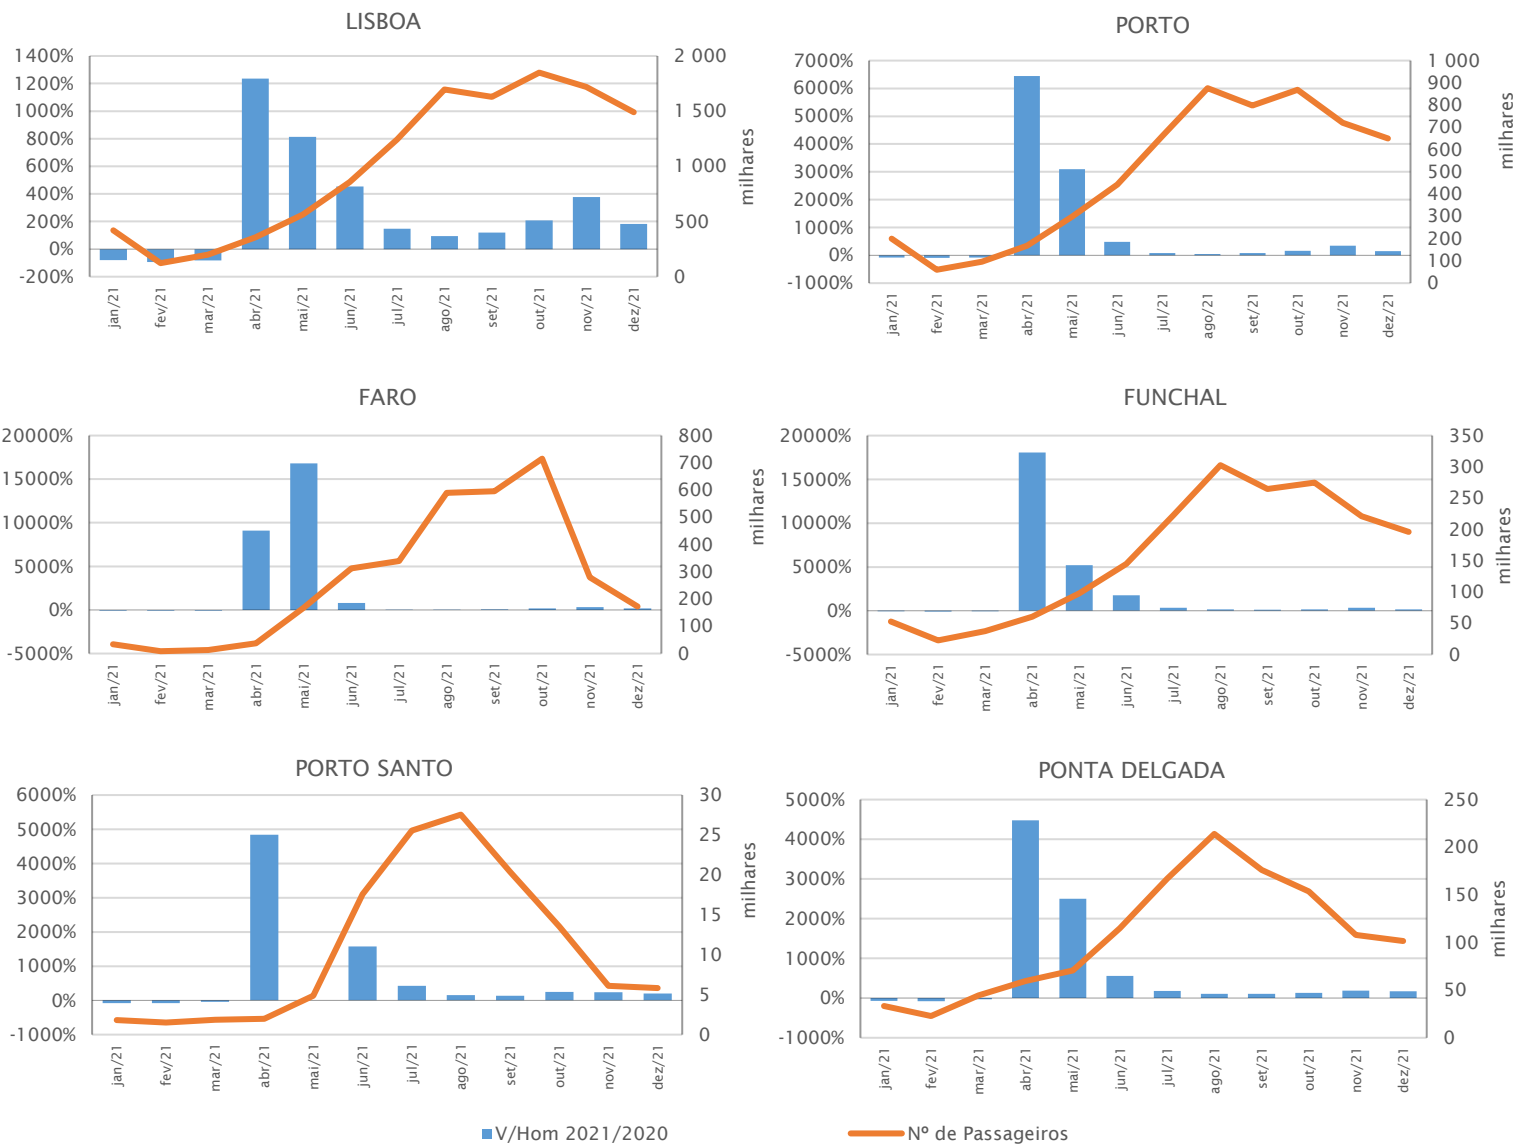 LISBOA
1400%
1200%
1000%
800%
600%
400%
200%
0%
-200%
2 000
1 500
1 000
500
0
milhares
jan/21
fev/21
mar/21
abr/21
mai/21
jun/21
jul/21
ago/21
set/21
out/21
nov/21
dez/21
PORTO
7000%
6000%
5000%
4000%
3000%
2000%
1000%
0%
-1000%
1 000
900
800
700
600
500
400
300
200
100
0
milhares
jan/21
fev/21
mar/21
abr/21
mai/21
jun/21
jul/21
ago/21
set/21
out/21
nov/21
dez/21
FARO
20000%
15000%
10000%
5000%
0%
-5000%
800
700
600
500
400
300
200
100
0
milhares
jan/21
fev/21
mar/21
abr/21
mai/21
jun/21
jul/21
ago/21
set/21
out/21
nov/21
dez/21
FUNCHAL
20000%
15000%
10000%
5000%
0%
-5000%
350
300
250
200
150
100
50
0
milhares
jan/21
fev/21
mar/21
abr/21
mai/21
jun/21
jul/21
ago/21
set/21
out/21
nov/21
dez/21
PORTO SANTO
6000%
5000%
4000%
3000%
2000%
1000%
0%
-1000%
30
25
20
15
10
5
0
milhares
jan/21
fev/21
mar/21
abr/21
mai/21
jun/21
jul/21
ago/21
set/21
out/21
nov/21
dez/21
PONTA DELGADA
5000%
4000%
3000%
2000%
1000%
0%
-1000%
250
200
150
100
50
0
milhares
jan/21
fev/21
mar/21
abr/21
mai/21
jun/21
jul/21
ago/21
set/21
out/21
nov/21
dez/21
V/Hom 2021/2020
Nº de Passageiros